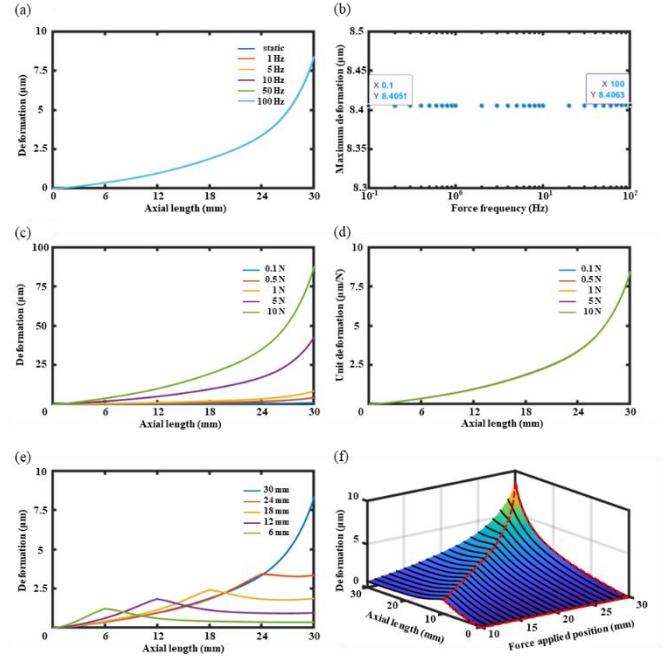 (a)
10
7.5
5
2.5
0
Deformation (μm)
static
1 Hz
5 Hz
10 Hz
50 Hz
100 Hz
0 6 12 18 24 30
Axial length (mm)
(b)
8.5
8.45
8.4
8.35
8.3
Maximum deformation (μm)
X 0.1
Y 8.4051
X 100
Y 8.4063
10⁻¹ 10⁰ 10¹ 10²
Force frequency (Hz)
(c)
100
75
50
25
0
Deformation (μm)
0.1 N
0.5 N
1 N
5 N
10 N
0 6 12 18 24 30
Axial length (mm)
(d)
10
7.5
5
2.5
0
Unit deformation (μm/N)
0.1 N
0.5 N
1 N
5 N
10 N
6 12 18 24 30
Axial length (mm)
(e)
10
7.5
5
2.5
0
Deformation (μm)
30 mm
24 mm
18 mm
12 mm
6 mm
0 6 12 18 24 30
Axial length (mm)
(f)
10
5
0
Deformation (μm)
30
20
10
0
Axial length (mm)
10 15 20 25 30
Force applied position (mm)